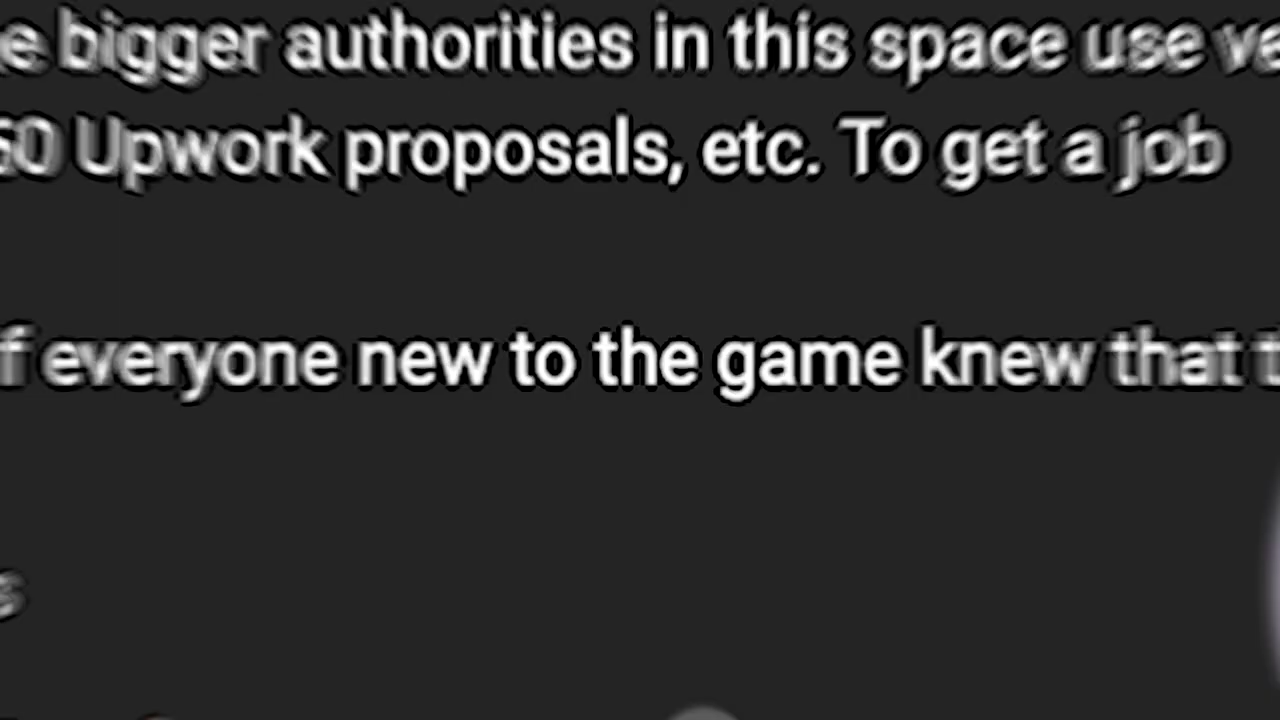 bigger authorities in this space use
Upwork proposals, etc. To get a job
everyone new to the game knew that